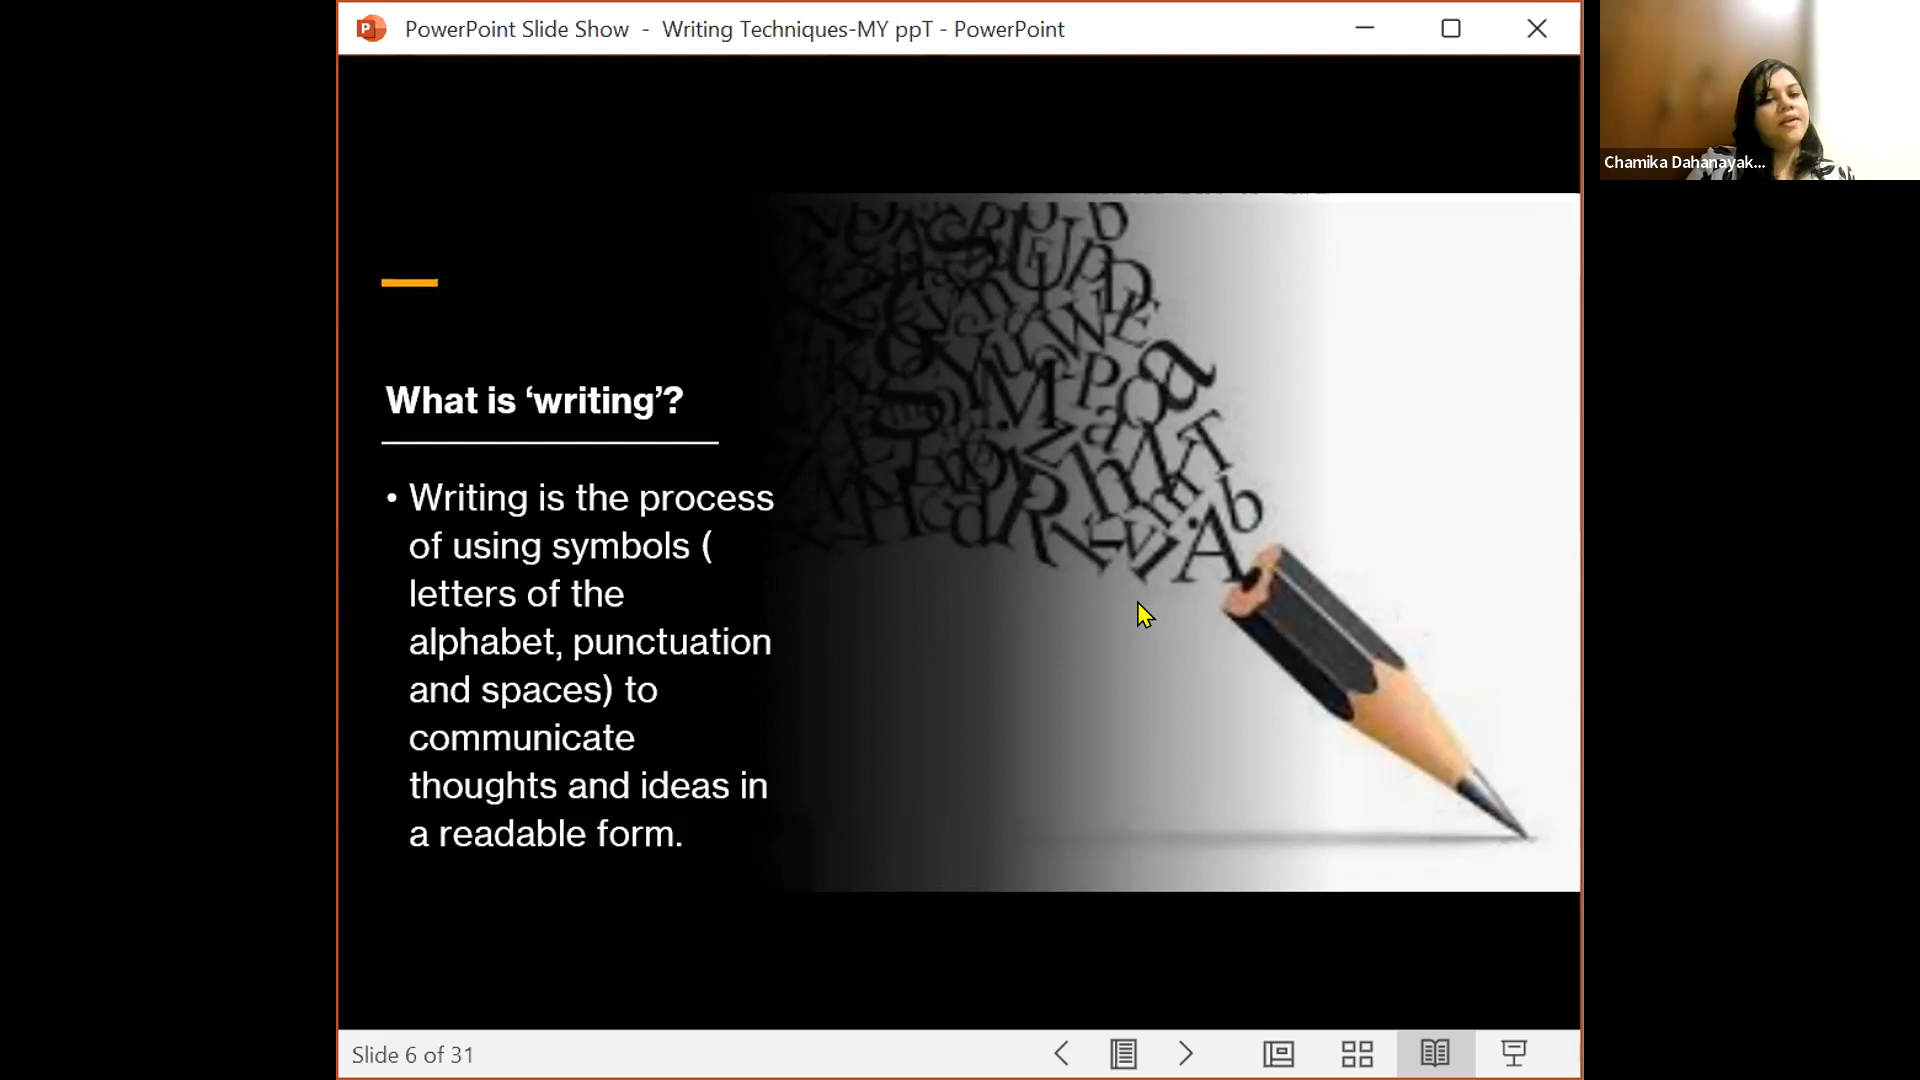 PowerPoint Slide Show - Writing Techniques-MY ppT - PowerPoint
Chamika Dahanayak...
What is ‘writing’?
• Writing is the process
of using symbols (
letters of the
alphabet, punctuation
and spaces) to
communicate
thoughts and ideas in
a readable form.
Slide 6 of 31